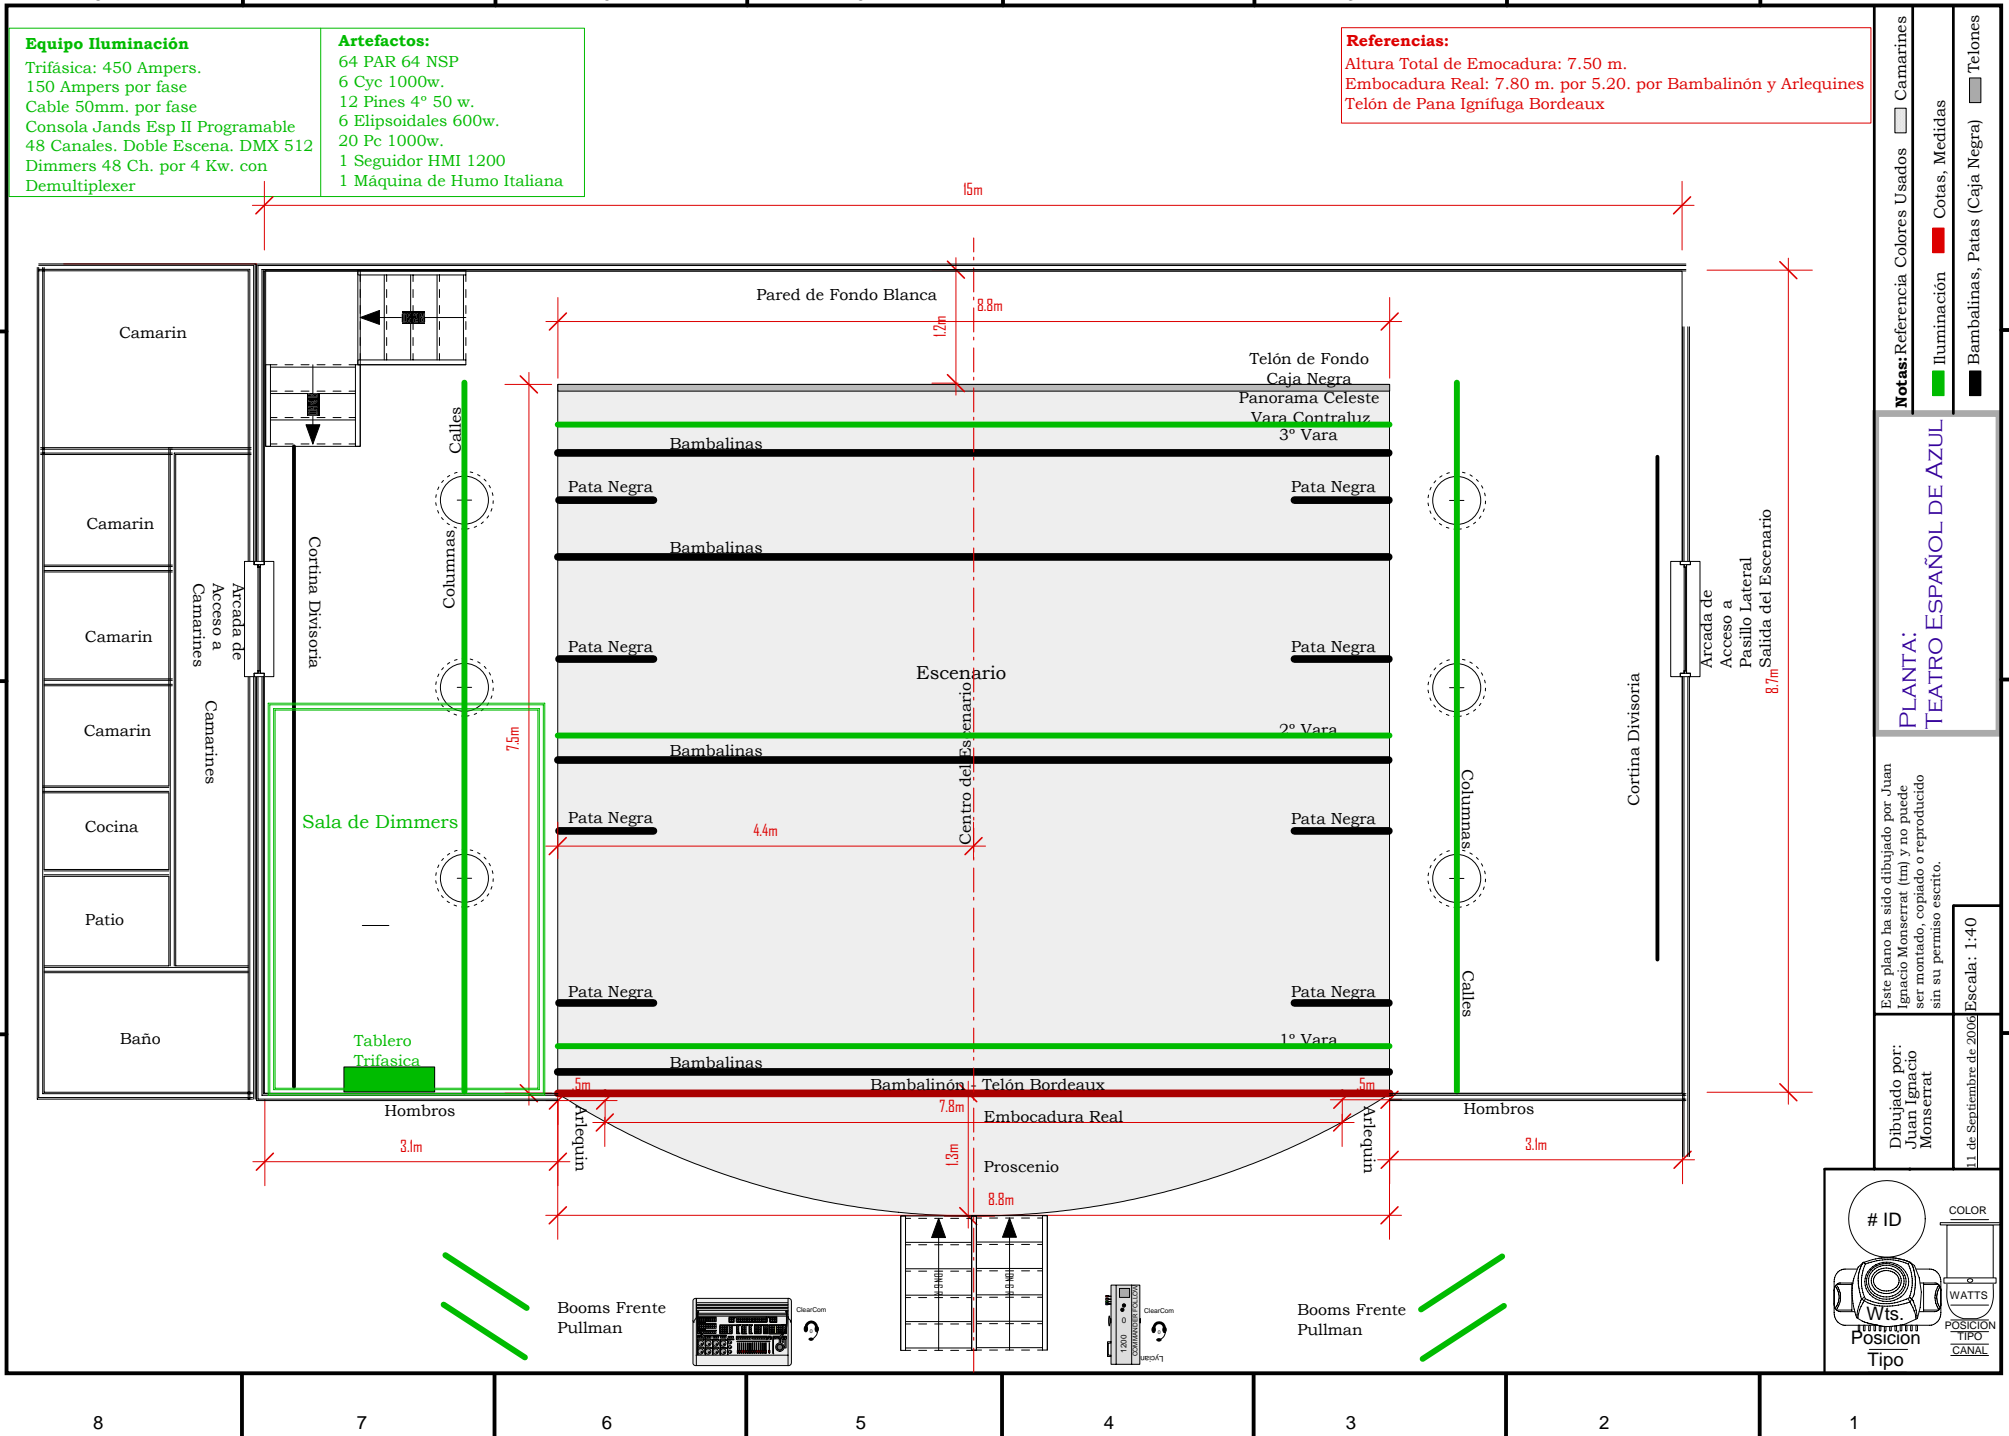 Equipo Iluminación
Trifásica: 450 Ampers.
150 Ampers por fase
Cable 50mm. por fase
Consola Jands Esp II Programable
48 Canales. Doble Escena. DMX 512
Dimmers 48 Ch. por 4 Kw. con
Demultiplexer
Artefactos:
64 PAR 64 NSP
6 Cyc 1000w.
12 Pines 4º 50 w.
6 Elipsoidales 600w.
20 Pc 1000w.
1 Seguidor HMI 1200
1 Máquina de Humo Italiana
Referencias:
Altura Total de Emocadura: 7.50 m.
Embocadura Real: 7.80 m. por 5.20. por Bambalinón y Arlequines
Telón de Pana Ignífuga Bordeaux
15m
Pared de Fondo Blanca
8.8m
1.2m
Telón de Fondo
Caja Negra
Panorama Celeste
Vara Contraluz
3º Vara
Bambalinas
Pata Negra
Pata Negra
Bambalinas
Pata Negra
Pata Negra
Escenario
Centro del Escenario
2º Vara
Bambalinas
Pata Negra
Pata Negra
4.4m
7.5m
Pata Negra
Pata Negra
1º Vara
Bambalinas
.5m
Bambalinón - Telón Bordeaux
.5m
7.8m
Embocadura Real
Arlequin
Arlequin
1.3m
Proscenio
8.8m
Hombros
Hombros
3.1m
3.1m
Camarin
Camarin
Camarin
Camarin
Cocina
Patio
Baño
Camarines
Arcada de
Acceso a
Camarines
Cortina Divisoria
Calles
Columnas
Sala de Dimmers
Tablero
Trifasica
Columnas
Calles
Cortina Divisoria
Arcada de
Acceso a
Pasillo Lateral
Salida del Escenario
8.7m
Booms Frente
Pullman
ClearCom
1200
COMMANDER FOLLOW
Lycian
ClearCom
Booms Frente
Pullman
Notas: Referencia Colores Usados
Camarines
Iluminación
Cotas, Medidas
Bambalinas, Patas (Caja Negra)
Telones
PLANTA:
TEATRO ESPAÑOL DE AZUL
Este plano ha sido dibujado por Juan
Ignacio Monserrat (tm) y no puede
ser montado, copiado o reproducido
sin su permiso escrito.
Escala: 1:40
Dibujado por:
Juan Ignacio
Monserrat
11 de Septiembre de 2006
# ID
Wts.
Posicion
Tipo
COLOR
WATTS
POSICION
TIPO
CANAL
8
7
6
5
4
3
2
1